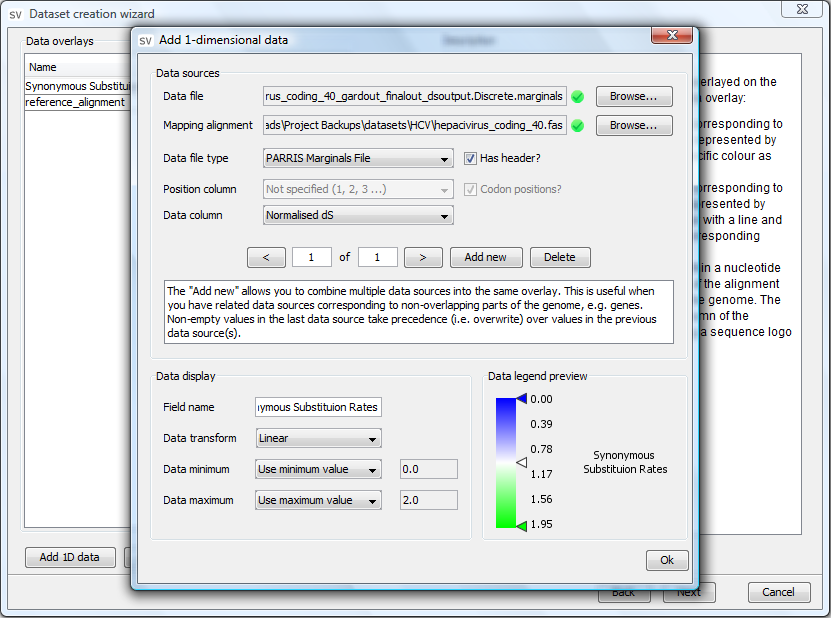 SV Dataset creation wizard
Data overlays
Name
Synonymous Substitui
reference_alignment
Add 1D data
SV Add 1-dimensional data
Data sources
Data file
rus_coding_40_gardout_finalout_dsoutput.Discrete.marginals
Browse...
Mapping alignment
ads\Project Backups\datasets\HCV\hepacivirus_coding_40.fas
Browse...
Data file type
PARRIS Marginals File
Has header?
Position column
Not specified (1, 2, 3 ...)
Codon positions?
Data column
Normalised dS
<
1
of
1
>
Add new
Delete
The "Add new" allows you to combine multiple data sources into the same overlay. This is useful when
you have related data sources corresponding to non-overlapping parts of the genome, e.g. genes.
Non-empty values in the last data source take precedence (i.e. overwrite) over values in the previous
data source(s).
Data display
Field name
ymous Substituion Rates
Data transform
Linear
Data minimum
Use minimum value
0.0
Data maximum
Use maximum value
2.0
Data legend preview
0.00
0.39
0.78
1.17
1.56
1.95
Synonymous
Substituion Rates
Ok
Description
erlayed on the
overlay:
rresponding to
epresented by
cific colour as
rresponding to
resented by
with a line and
responding
in a nucleotide
f the alignment
e genome. The
mn of the
a sequence logo
Back
Next
Cancel